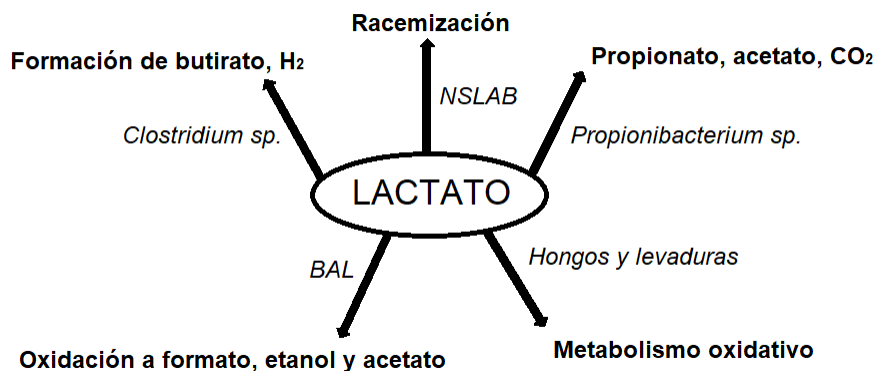 Racemización
Formación de butirato, H₂
Propionato, acetato, CO₂
NSLAB
Clostridium sp.
Propionibacterium sp.
LACTATO
BAL
Hongos y levaduras
Oxidación a formato, etanol y acetato
Metabolismo oxidativo